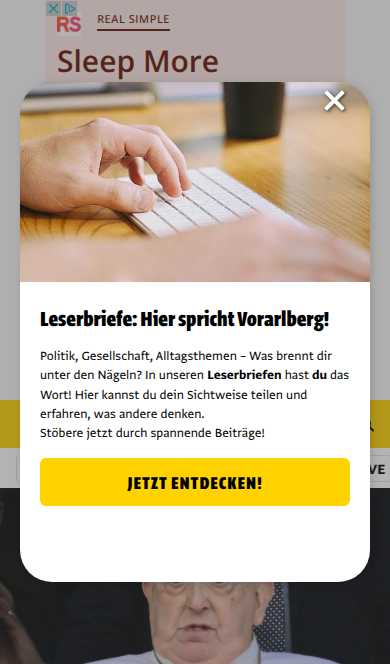 RS
REAL SIMPLE
Sleep More
Leserbriefe: Hier spricht Vorarlberg!
Politik, Gesellschaft, Alltagsthemen – Was brennt dir
unter den Nägeln? In unseren Leserbriefen hast du das
Wort! Hier kannst du dein Sichtweise teilen und
erfahren, was andere denken.
Stöbere jetzt durch spannende Beiträge!
VE
JETZT ENTDECKEN!